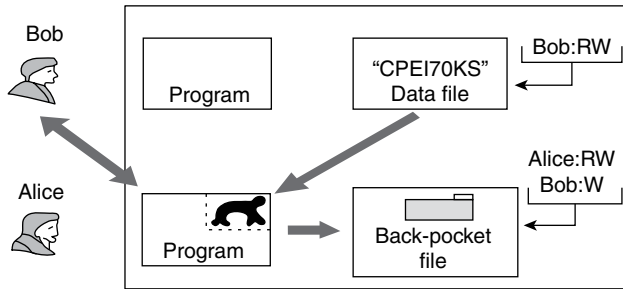 Bob
Program
“CPEI70KS”
Data file
Bob:RW
Alice
Program
Back-pocket
file
Alice:RW
Bob:W